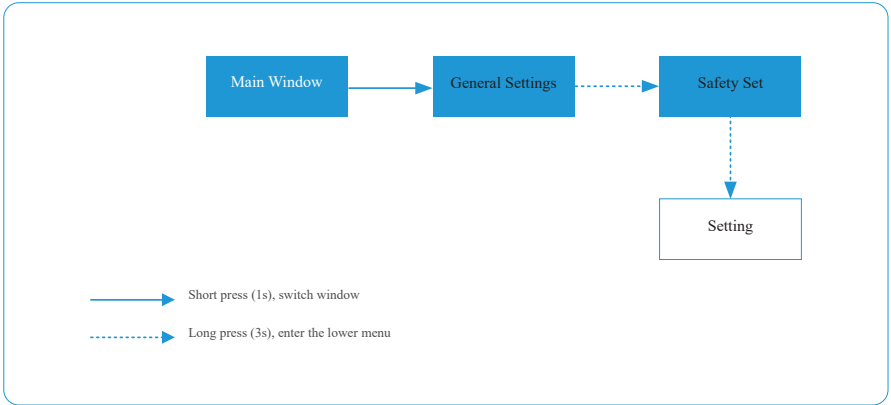 Main Window
General Settings
Safety Set
Setting
Short press (1s), switch window
Long press (3s), enter the lower menu